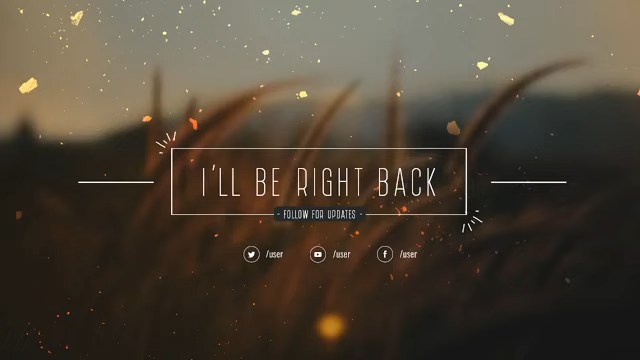 I'LL BE RIGHT BACK
- FOLLOW FOR UPDATES -
/user /user /user